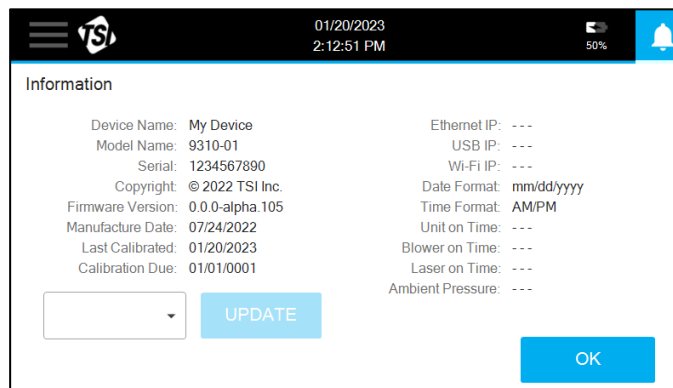 TSI
01/20/2023
2:12:51 PM
50%
Information
Device Name: My Device
Model Name: 9310-01
Serial: 1234567890
Copyright: © 2022 TSI Inc.
Firmware Version: 0.0.0-alpha.105
Manufacture Date: 07/24/2022
Last Calibrated: 01/20/2023
Calibration Due: 01/01/0001
UPDATE
Ethernet IP: - - -
USB IP: - - -
Wi-Fi IP: - - -
Date Format: mm/dd/yyyy
Time Format: AM/PM
Unit on Time: - - -
Blower on Time: - - -
Laser on Time: - - -
Ambient Pressure: - - -
OK